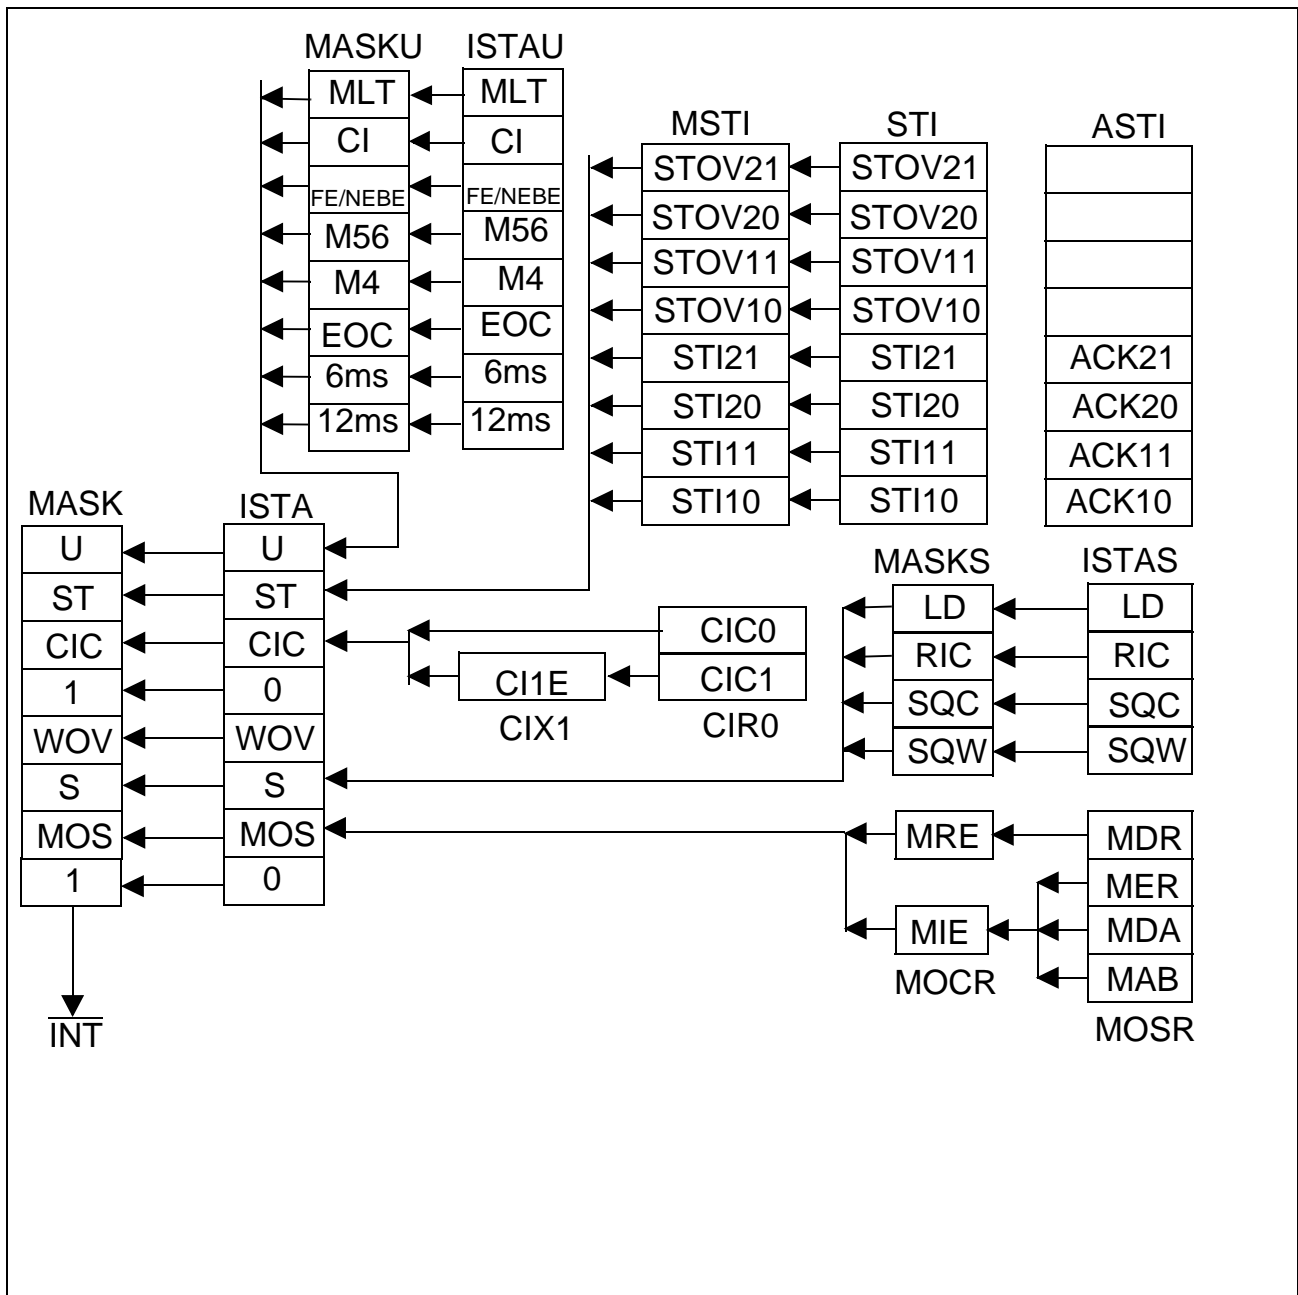 MASKU ISTAU
MLT MLT
CI CI
FE/NEBE FE/NEBE
M56 M56
M4 M4
EOC EOC
6ms 6ms
12ms 12ms
MSTI STI ASTI
STOV21 STOV21
STOV20 STOV20
STOV11 STOV11
STOV10 STOV10
STI21 STI21 ACK21
STI20 STI20 ACK20
STI11 STI11 ACK11
STI10 STI10 ACK10
MASK ISTA
U U
ST ST
CIC CIC
1 0
WOV WOV
S S
MOS MOS
1 0
INT
CIC0
CI1E CIC1
CIX1 CIR0
MASKS ISTAS
LD LD
RIC RIC
SQC SQC
SQW SQW
MRE MDR
MER
MIE MDA
MAB
MOCR
MOSR